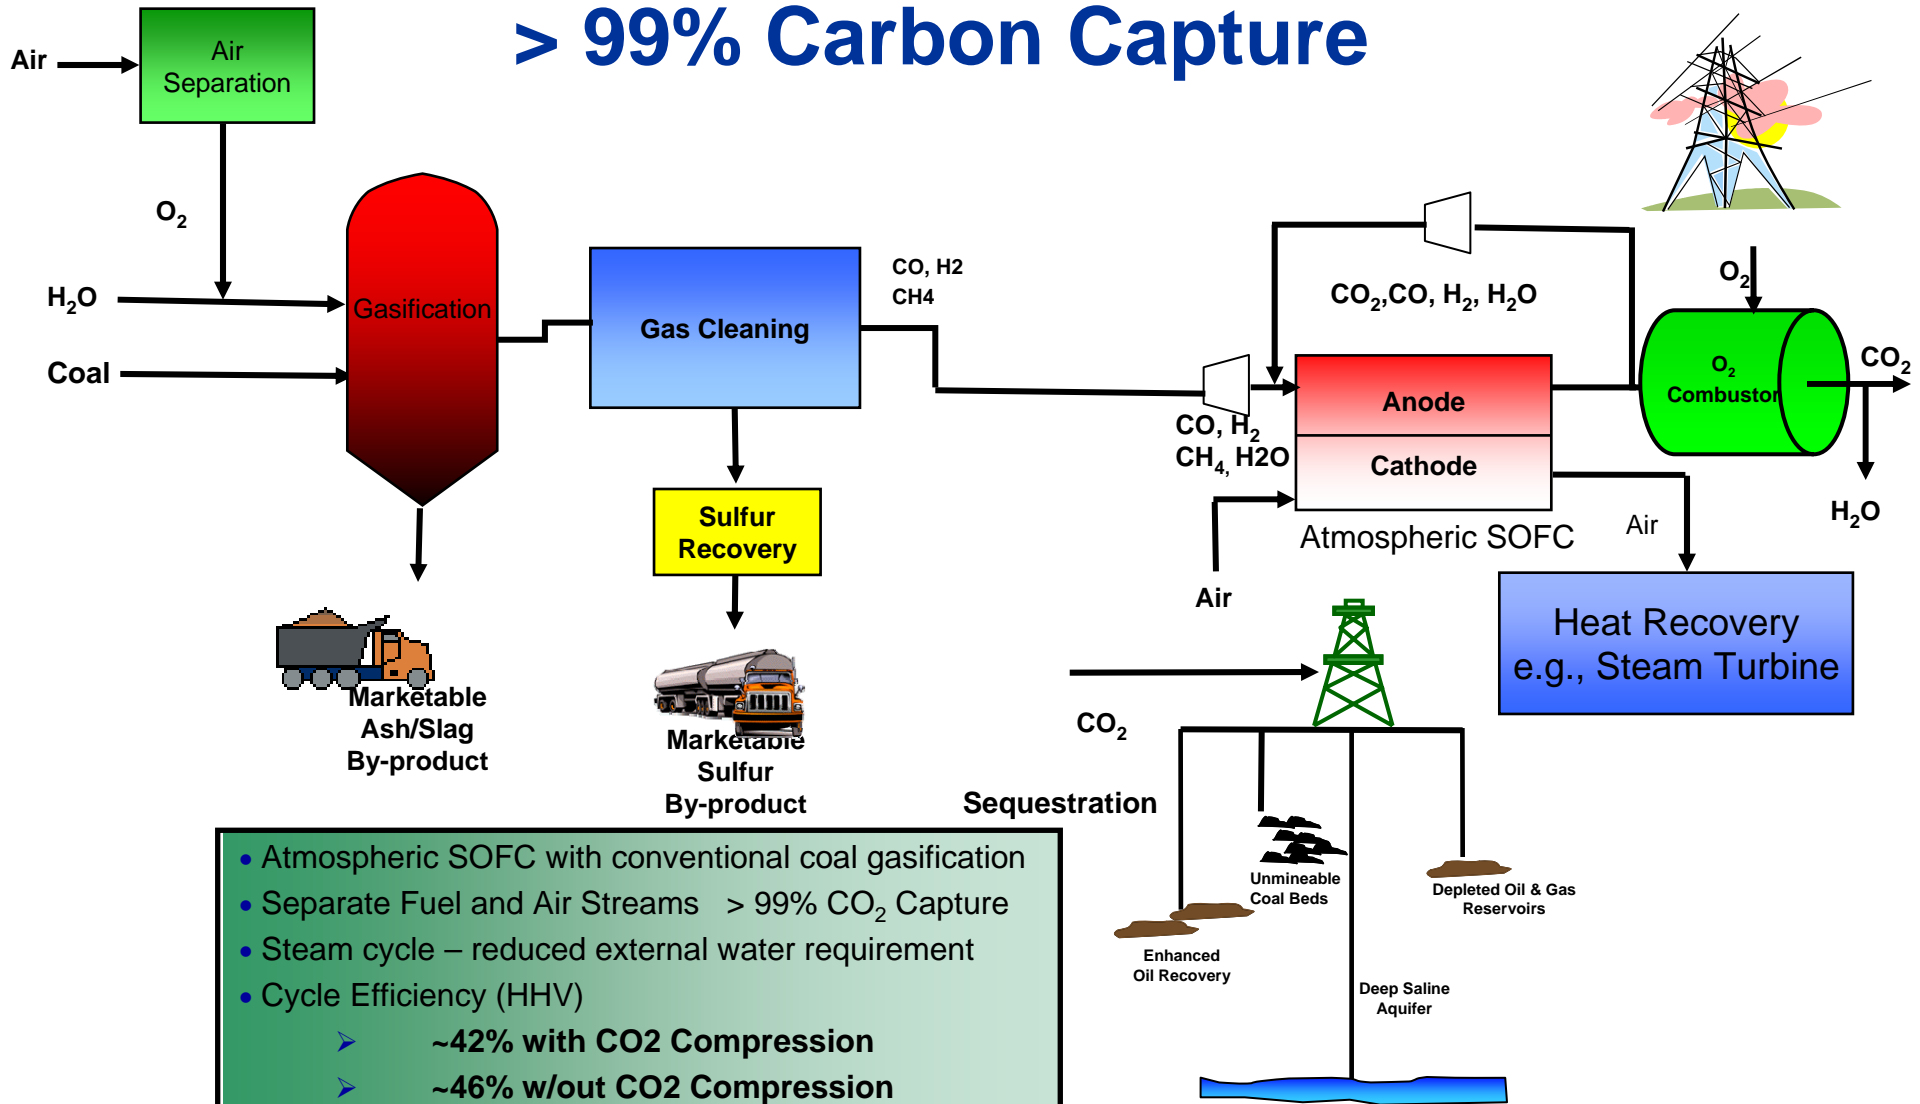 > 99% Carbon Capture
Air
Air
Separation
O₂
H₂O
Coal
Gasification
Gas Cleaning
CO, H2
CH4
CO₂,CO, H₂, H₂O
O₂
O₂
Combustor
CO₂
H₂O
CO, H₂
CH₄, H2O
Anode
Cathode
Atmospheric SOFC
Air
Air
Heat Recovery
e.g., Steam Turbine
Sulfur
Recovery
Marketable
Ash/Slag
By-product
Marketable
Sulfur
By-product
CO₂
Sequestration
Unmineable
Coal Beds
Depleted Oil & Gas
Reservoirs
Enhanced
Oil Recovery
Deep Saline
Aquifer
• Atmospheric SOFC with conventional coal gasification
• Separate Fuel and Air Streams > 99% CO₂ Capture
• Steam cycle – reduced external water requirement
• Cycle Efficiency (HHV)
➢ ~42% with CO2 Compression
➢ ~46% w/out CO2 Compression